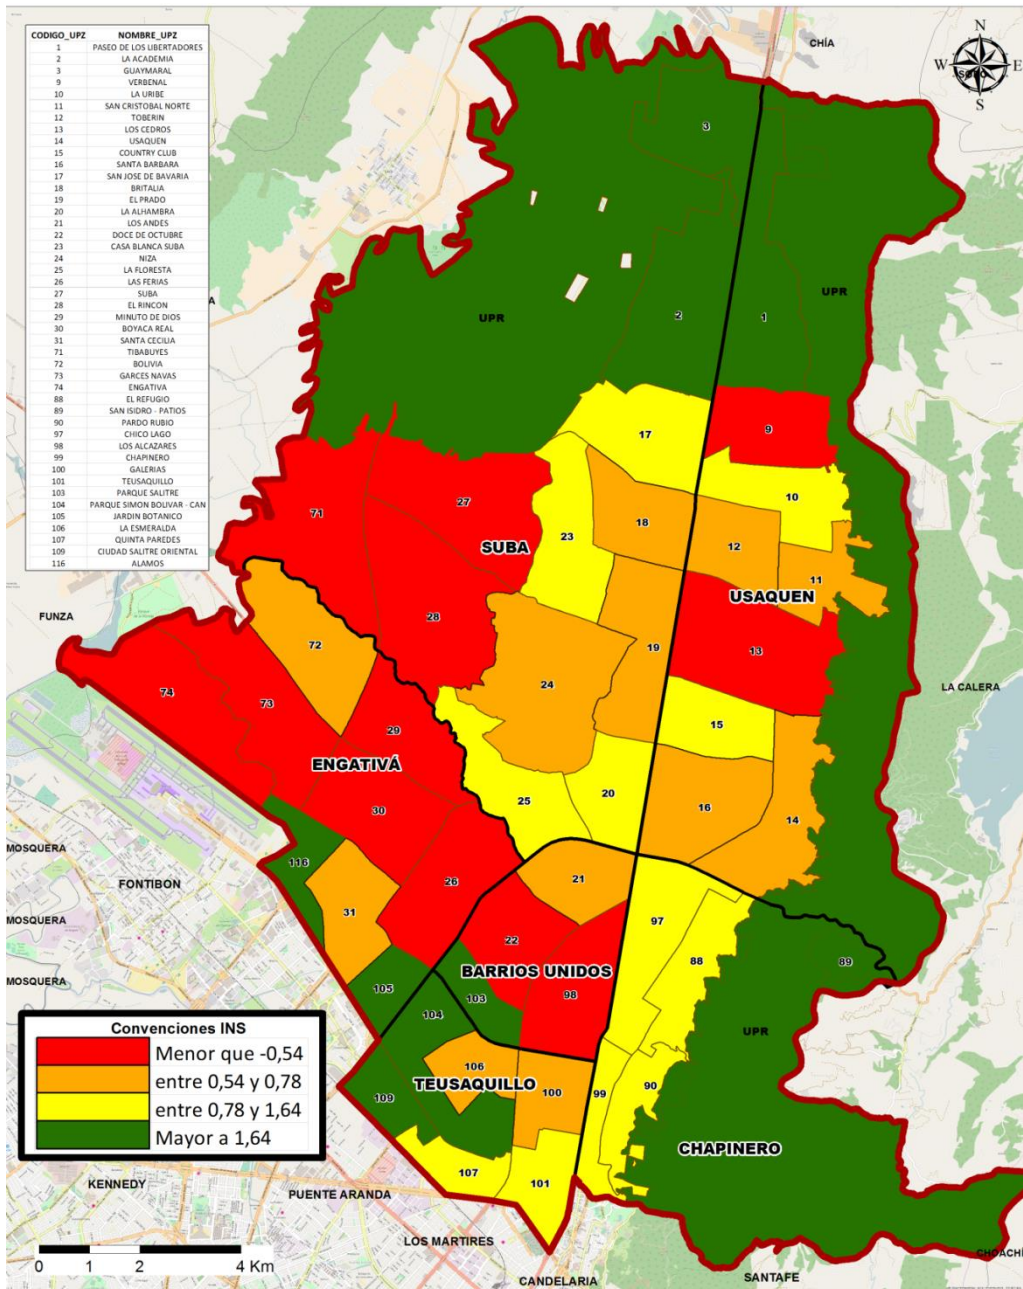 CODIGO_UPZ NOMBRE_UPZ
1 PASEO DE LOS LIBERTADORES
2 LA ACADEMIA
3 GUAYMARAL
9 VERBENAL
10 LA URIBE
11 SAN CRISTOBAL NORTE
12 TOBERIN
13 LOS CEDROS
14 USAQUEN
15 COUNTRY CLUB
16 SANTA BARBARA
17 SAN JOSE DE BAVARIA
18 BRITALIA
19 EL PRADO
20 LA ALHAMBRA
21 LOS ANDES
22 DOCE DE OCTUBRE
23 CASA BLANCA SUBA
24 NIZA
25 LA FLORESTA
26 LAS FERIAS
27 SUBA
28 EL RINCON
29 MINUTO DE DIOS
30 BOYACA REAL
31 SANTA CECILIA
71 TIBABUYES
72 BOLIVIA
73 GARCES NAVAS
74 ENGATIVA
88 EL REFUGIO
89 SAN ISIDRO - PATIOS
90 PARDO RUBIO
97 CHICO LAGO
98 LOS ALCAZARES
99 CHAPINERO
100 GALERIAS
101 TEUSAQUILLO
103 PARQUE SALITRE
104 PARQUE SIMON BOLIVAR - CAN
105 JARDIN BOTANICO
106 LA ESMERALDA
107 QUINTA PAREDES
109 CIUDAD SALITRE ORIENTAL
116 ALAMOS
CHÍA
N
W E
S
SOPO
3
A
UPR
2
1
UPR
17
9
10
71
27
18
23
12
SUBA
11
USAQUEN
FUNZA
28
72
19
13
24
74
73
LA CALERA
29
15
ENGATIVÁ
25
20
16
30
14
MOSQUERA
116
FONTIBON
21
26
31
97
MOSQUERA
22
88
BARRIOS UNIDOS
89
MOSQUERA
105
103
98
104
UPR
Convenciones INS
Menor que -0,54
entre 0,54 y 0,78
entre 0,78 y 1,64
Mayor a 1,64
106
TEUSAQUILLO
100
99
90
109
CHAPINERO
107
101
KENNEDY
PUENTE ARANDA
LOS MARTIRES
CHOACHÍ
0 1 2 4 Km
CANDELARIA
SANTAFE